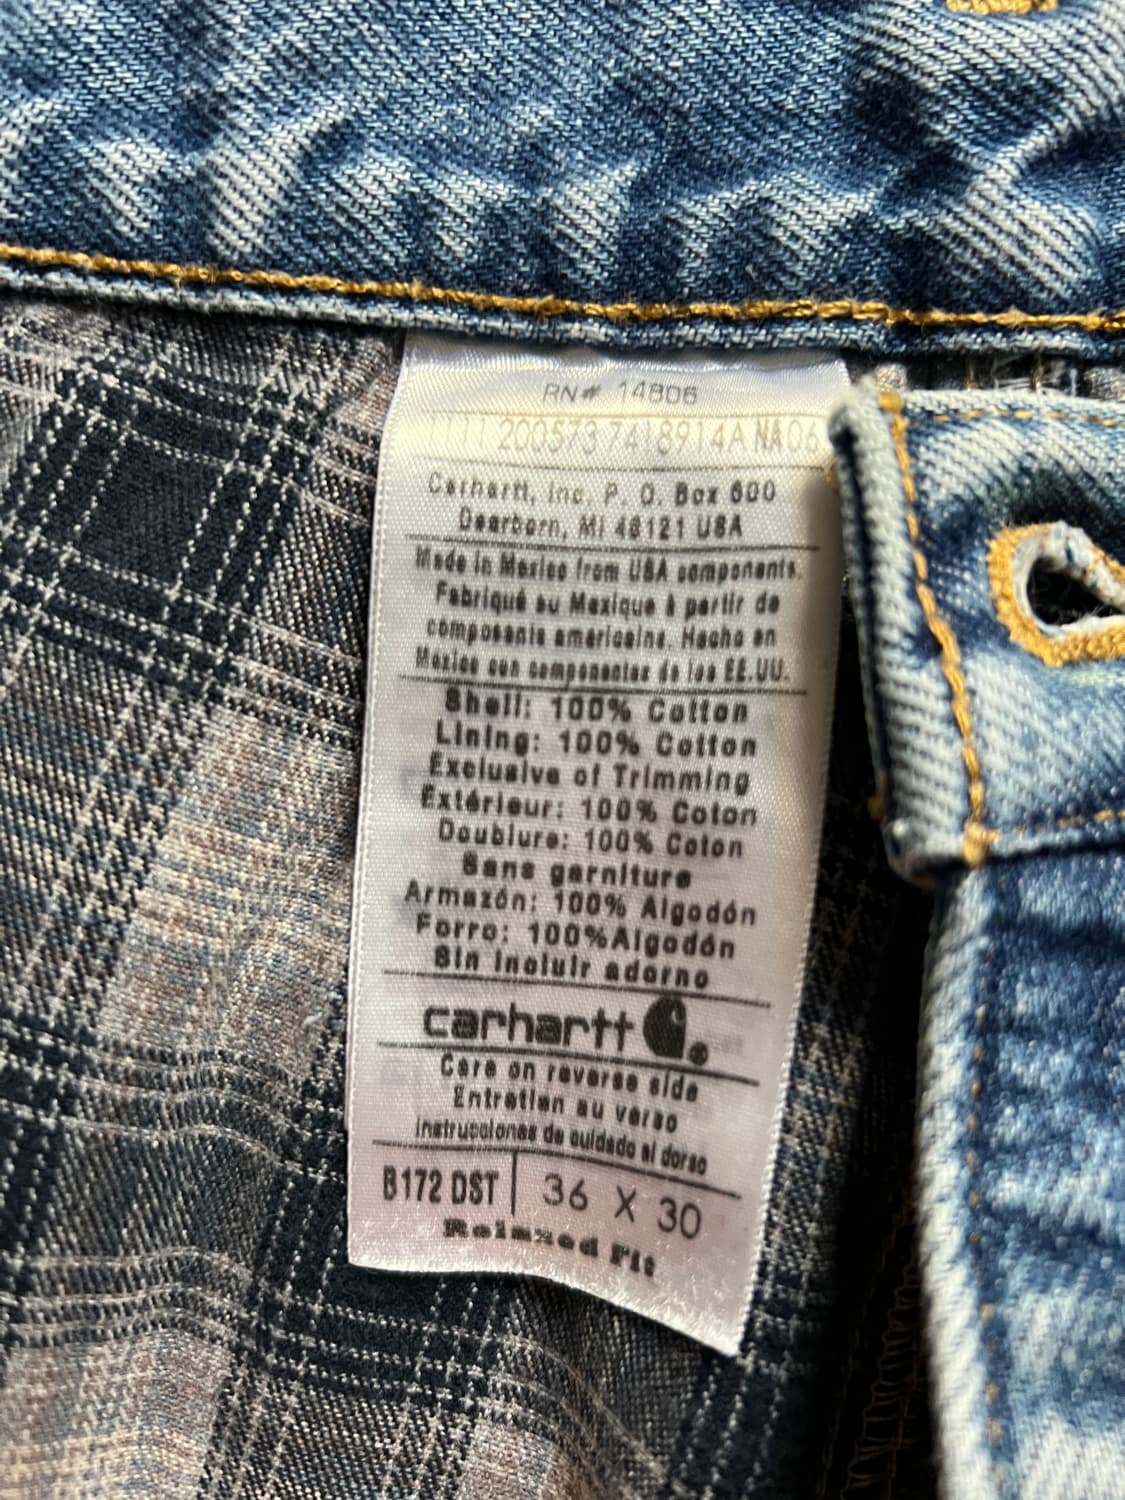 RN# 14806
200573 7418914A NA06
Carhartt, Inc. P. O. Box 600
Dearborn, MI 48121 USA
Made in Mexico from USA components.
Fabriqué au Mexique à partir de
composants americains. Hecho en
México con componentes de los EE.UU.
Shell: 100% Cotton
Lining: 100% Cotton
Exclusive of Trimming
Extérieur: 100% Coton
Doublure: 100% Coton
Sans garniture
Armazón: 100% Algodón
Forro: 100%Algodón
Sin incluir adorno
carhartt
Care on reverse side
Entretien au verso
instrucciones de cuidado al dorso
B172 DST 36 X 30
Relaxed Fit